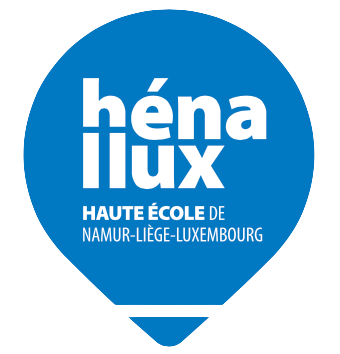 héna
llux
HAUTE ÉCOLE DE
NAMUR-LIÈGE-LUXEMBOURG